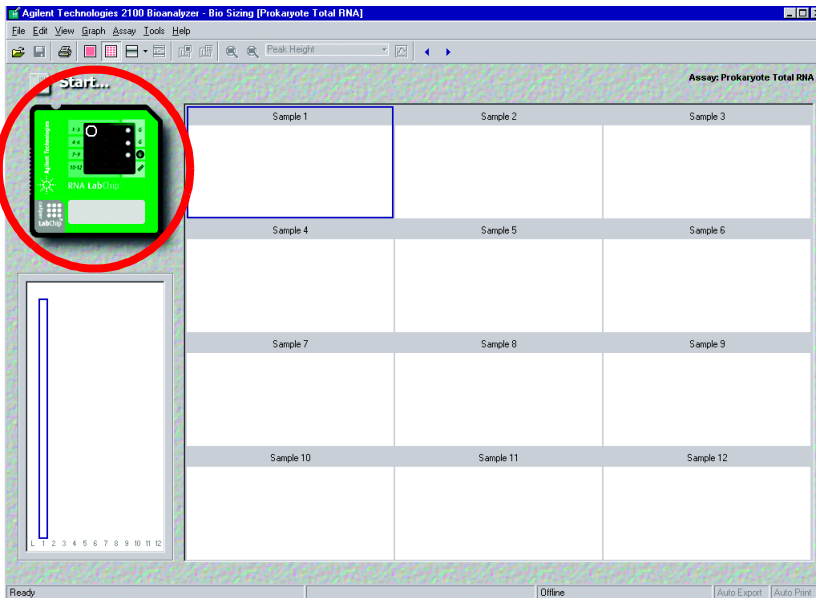 Agilent Technologies 2100 Bioanalyzer - Bio Sizing [Prokaryote Total RNA]
File Edit View Graph Assay Tools Help
Peak Height
Start...
Assay: Prokaryote Total RNA
Agilent Technologies
1-3
4-6
7-9
10-12
RNA LabChip
Caliper
LabChip
Sample 1 Sample 2 Sample 3
Sample 4 Sample 5 Sample 6
Sample 7 Sample 8 Sample 9
Sample 10 Sample 11 Sample 12
L 1 2 3 4 5 6 7 8 9 10 11 12
Ready Offline Auto Export Auto Print